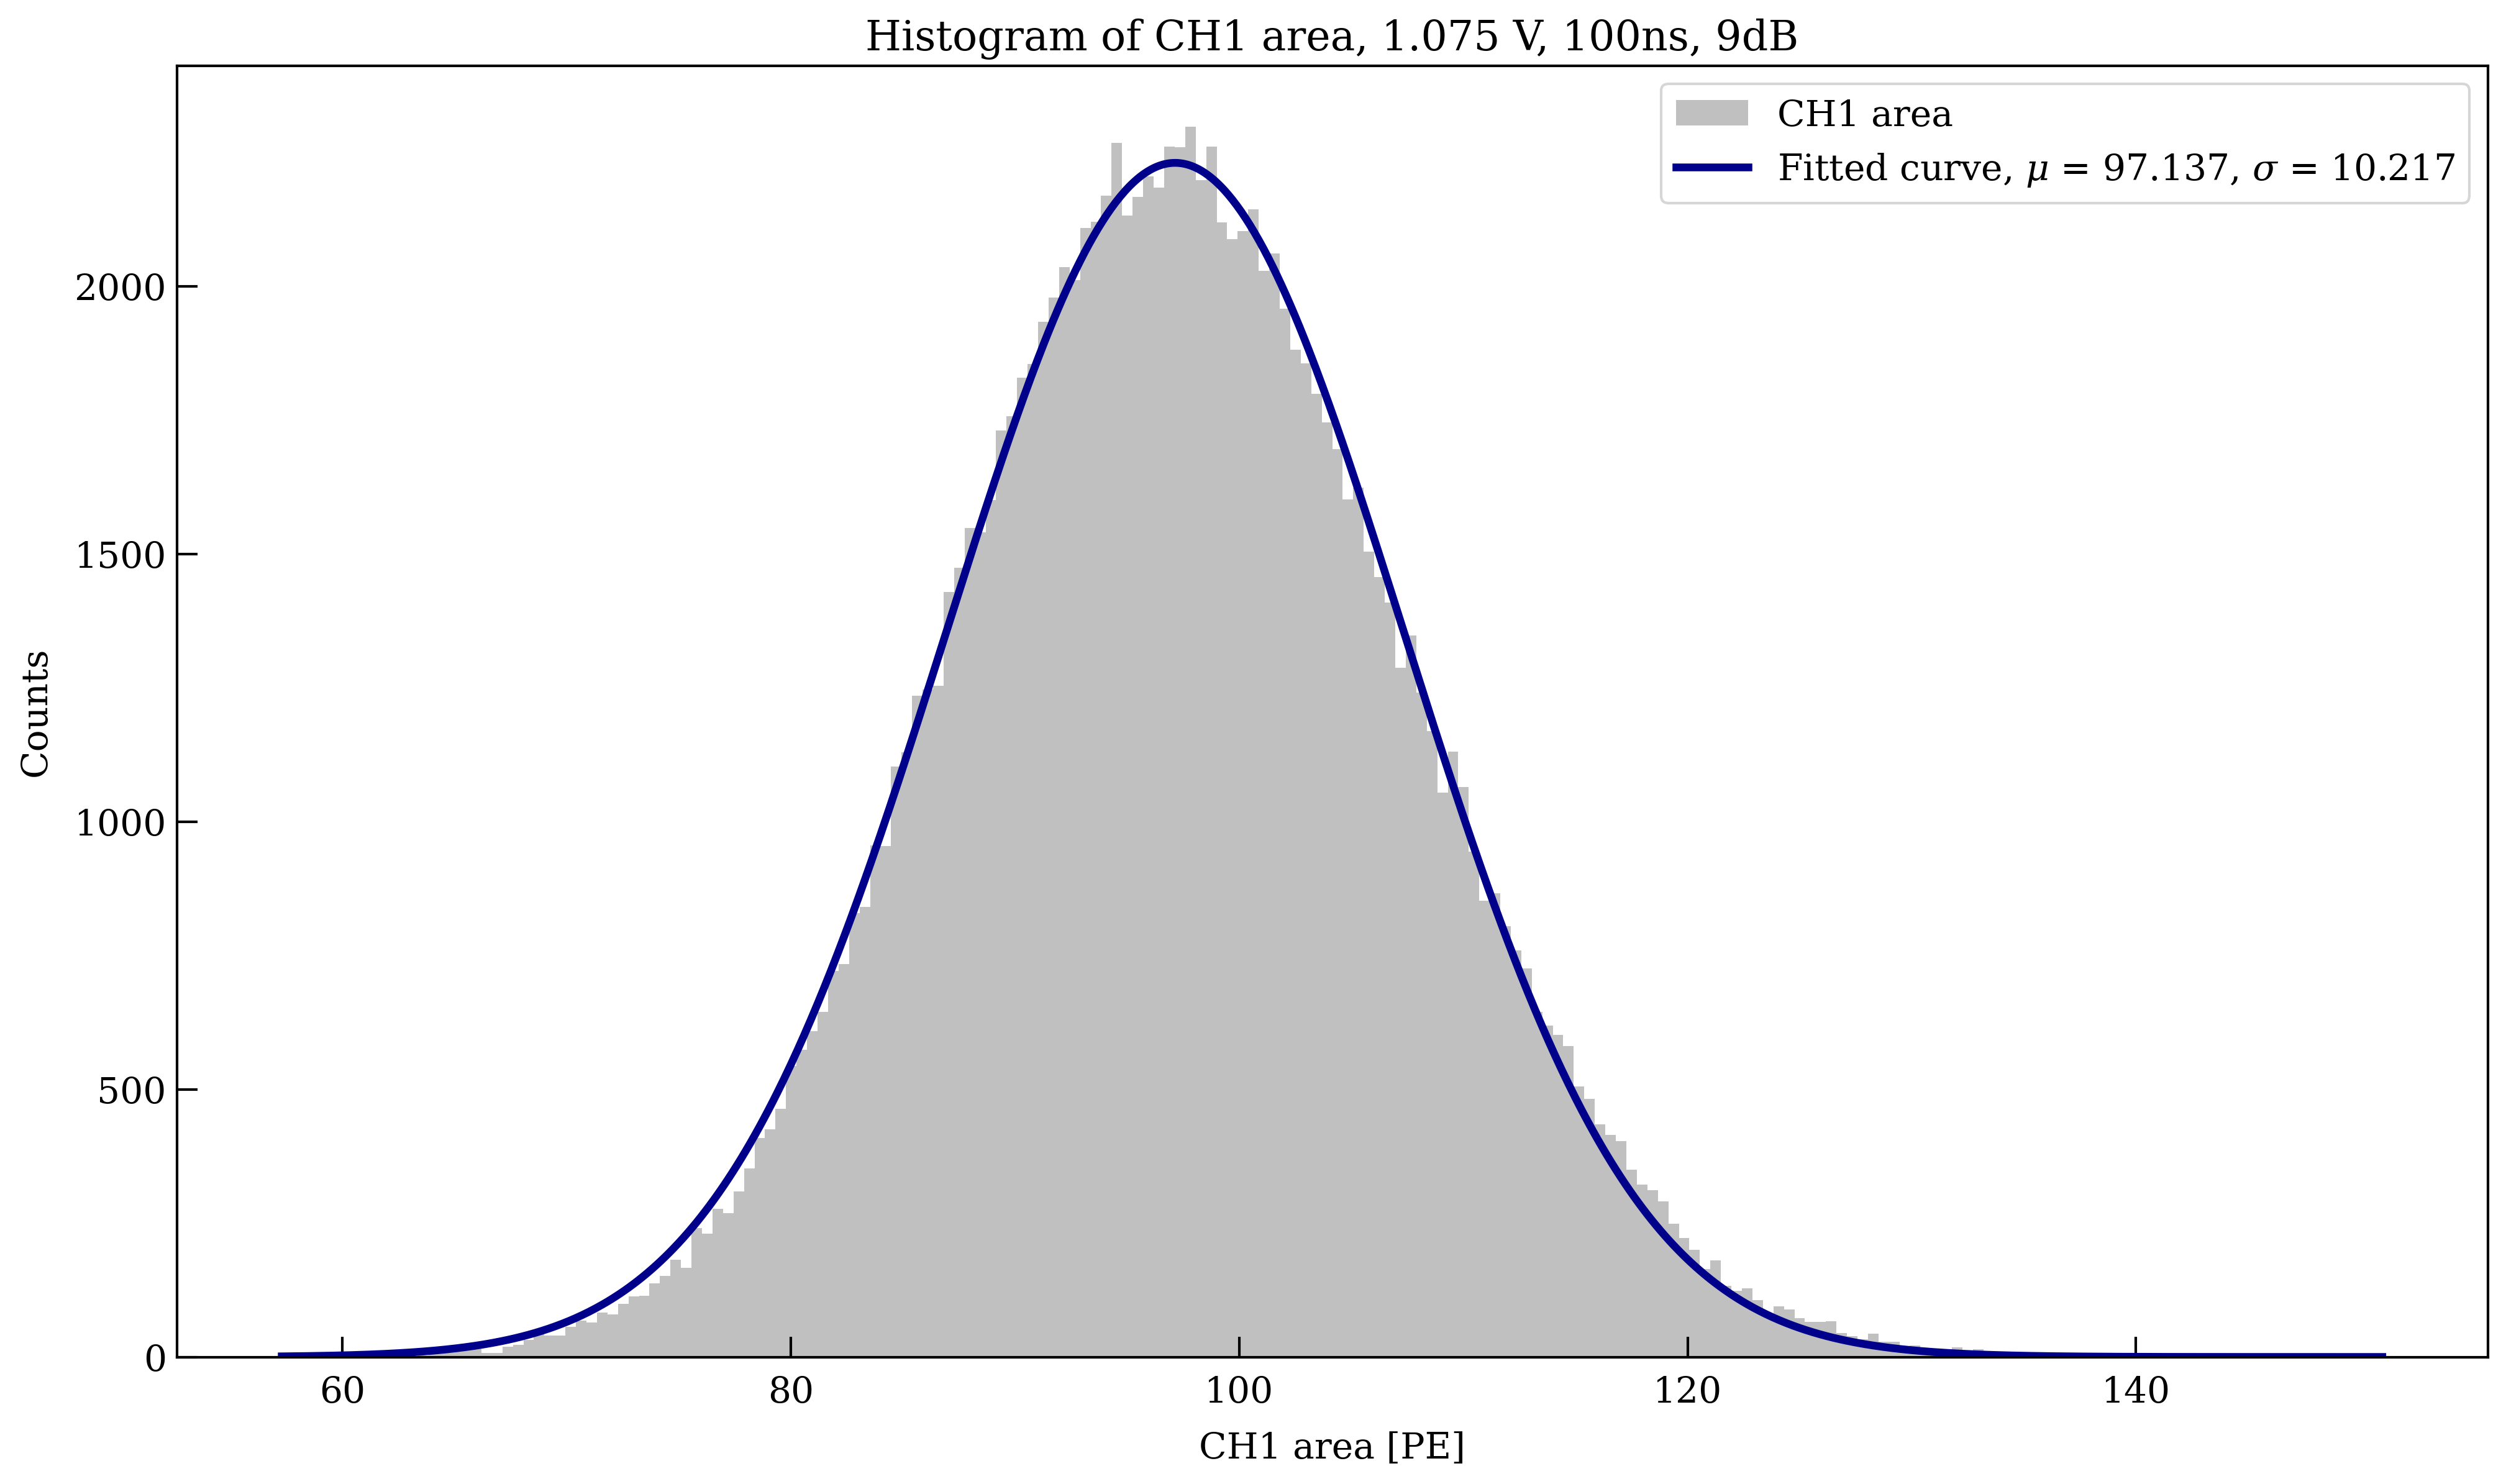 Histogram of CH1 area, 1.075 V, 100ns, 9dB
CH1 area
Fitted curve, μ = 97.137, σ = 10.217
2000
1500
1000
500
0
Counts
60 80 100 120 140
CH1 area [PE]